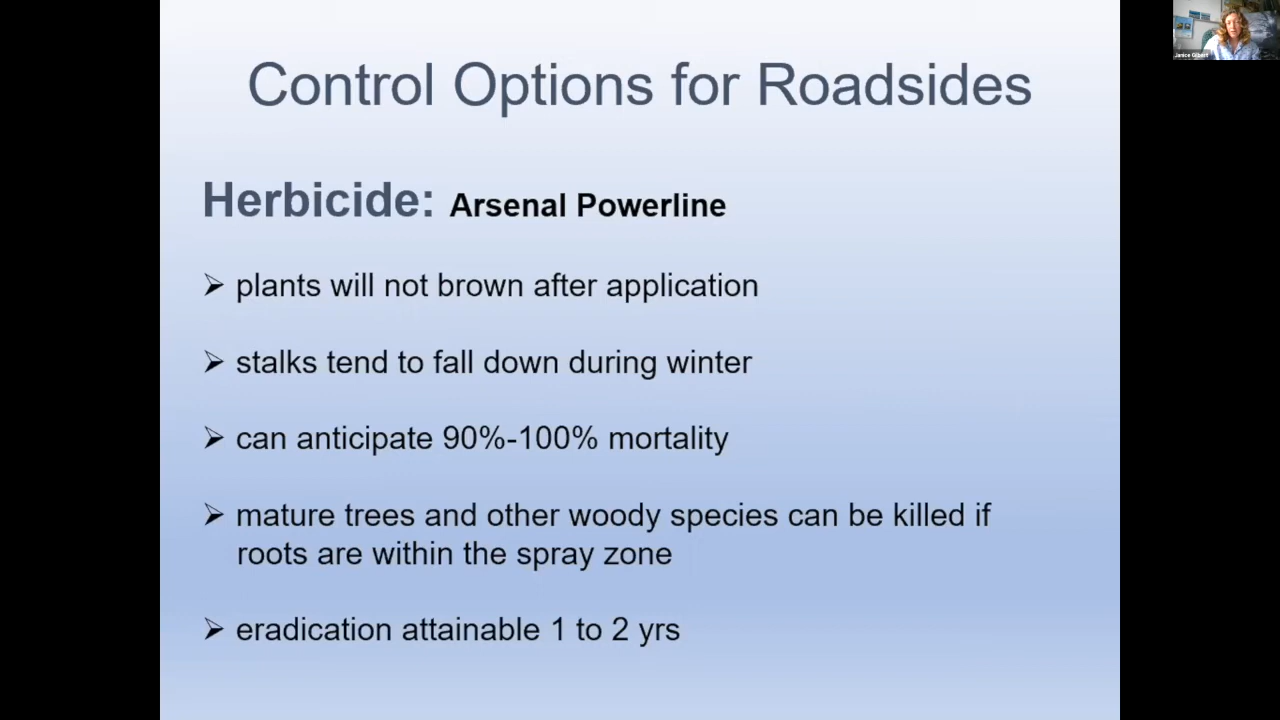 Control Options for Roadsides
Janice Gilbert
Herbicide: Arsenal Powerline
➢ plants will not brown after application
➢ stalks tend to fall down during winter
➢ can anticipate 90%-100% mortality
➢ mature trees and other woody species can be killed if
roots are within the spray zone
➢ eradication attainable 1 to 2 yrs